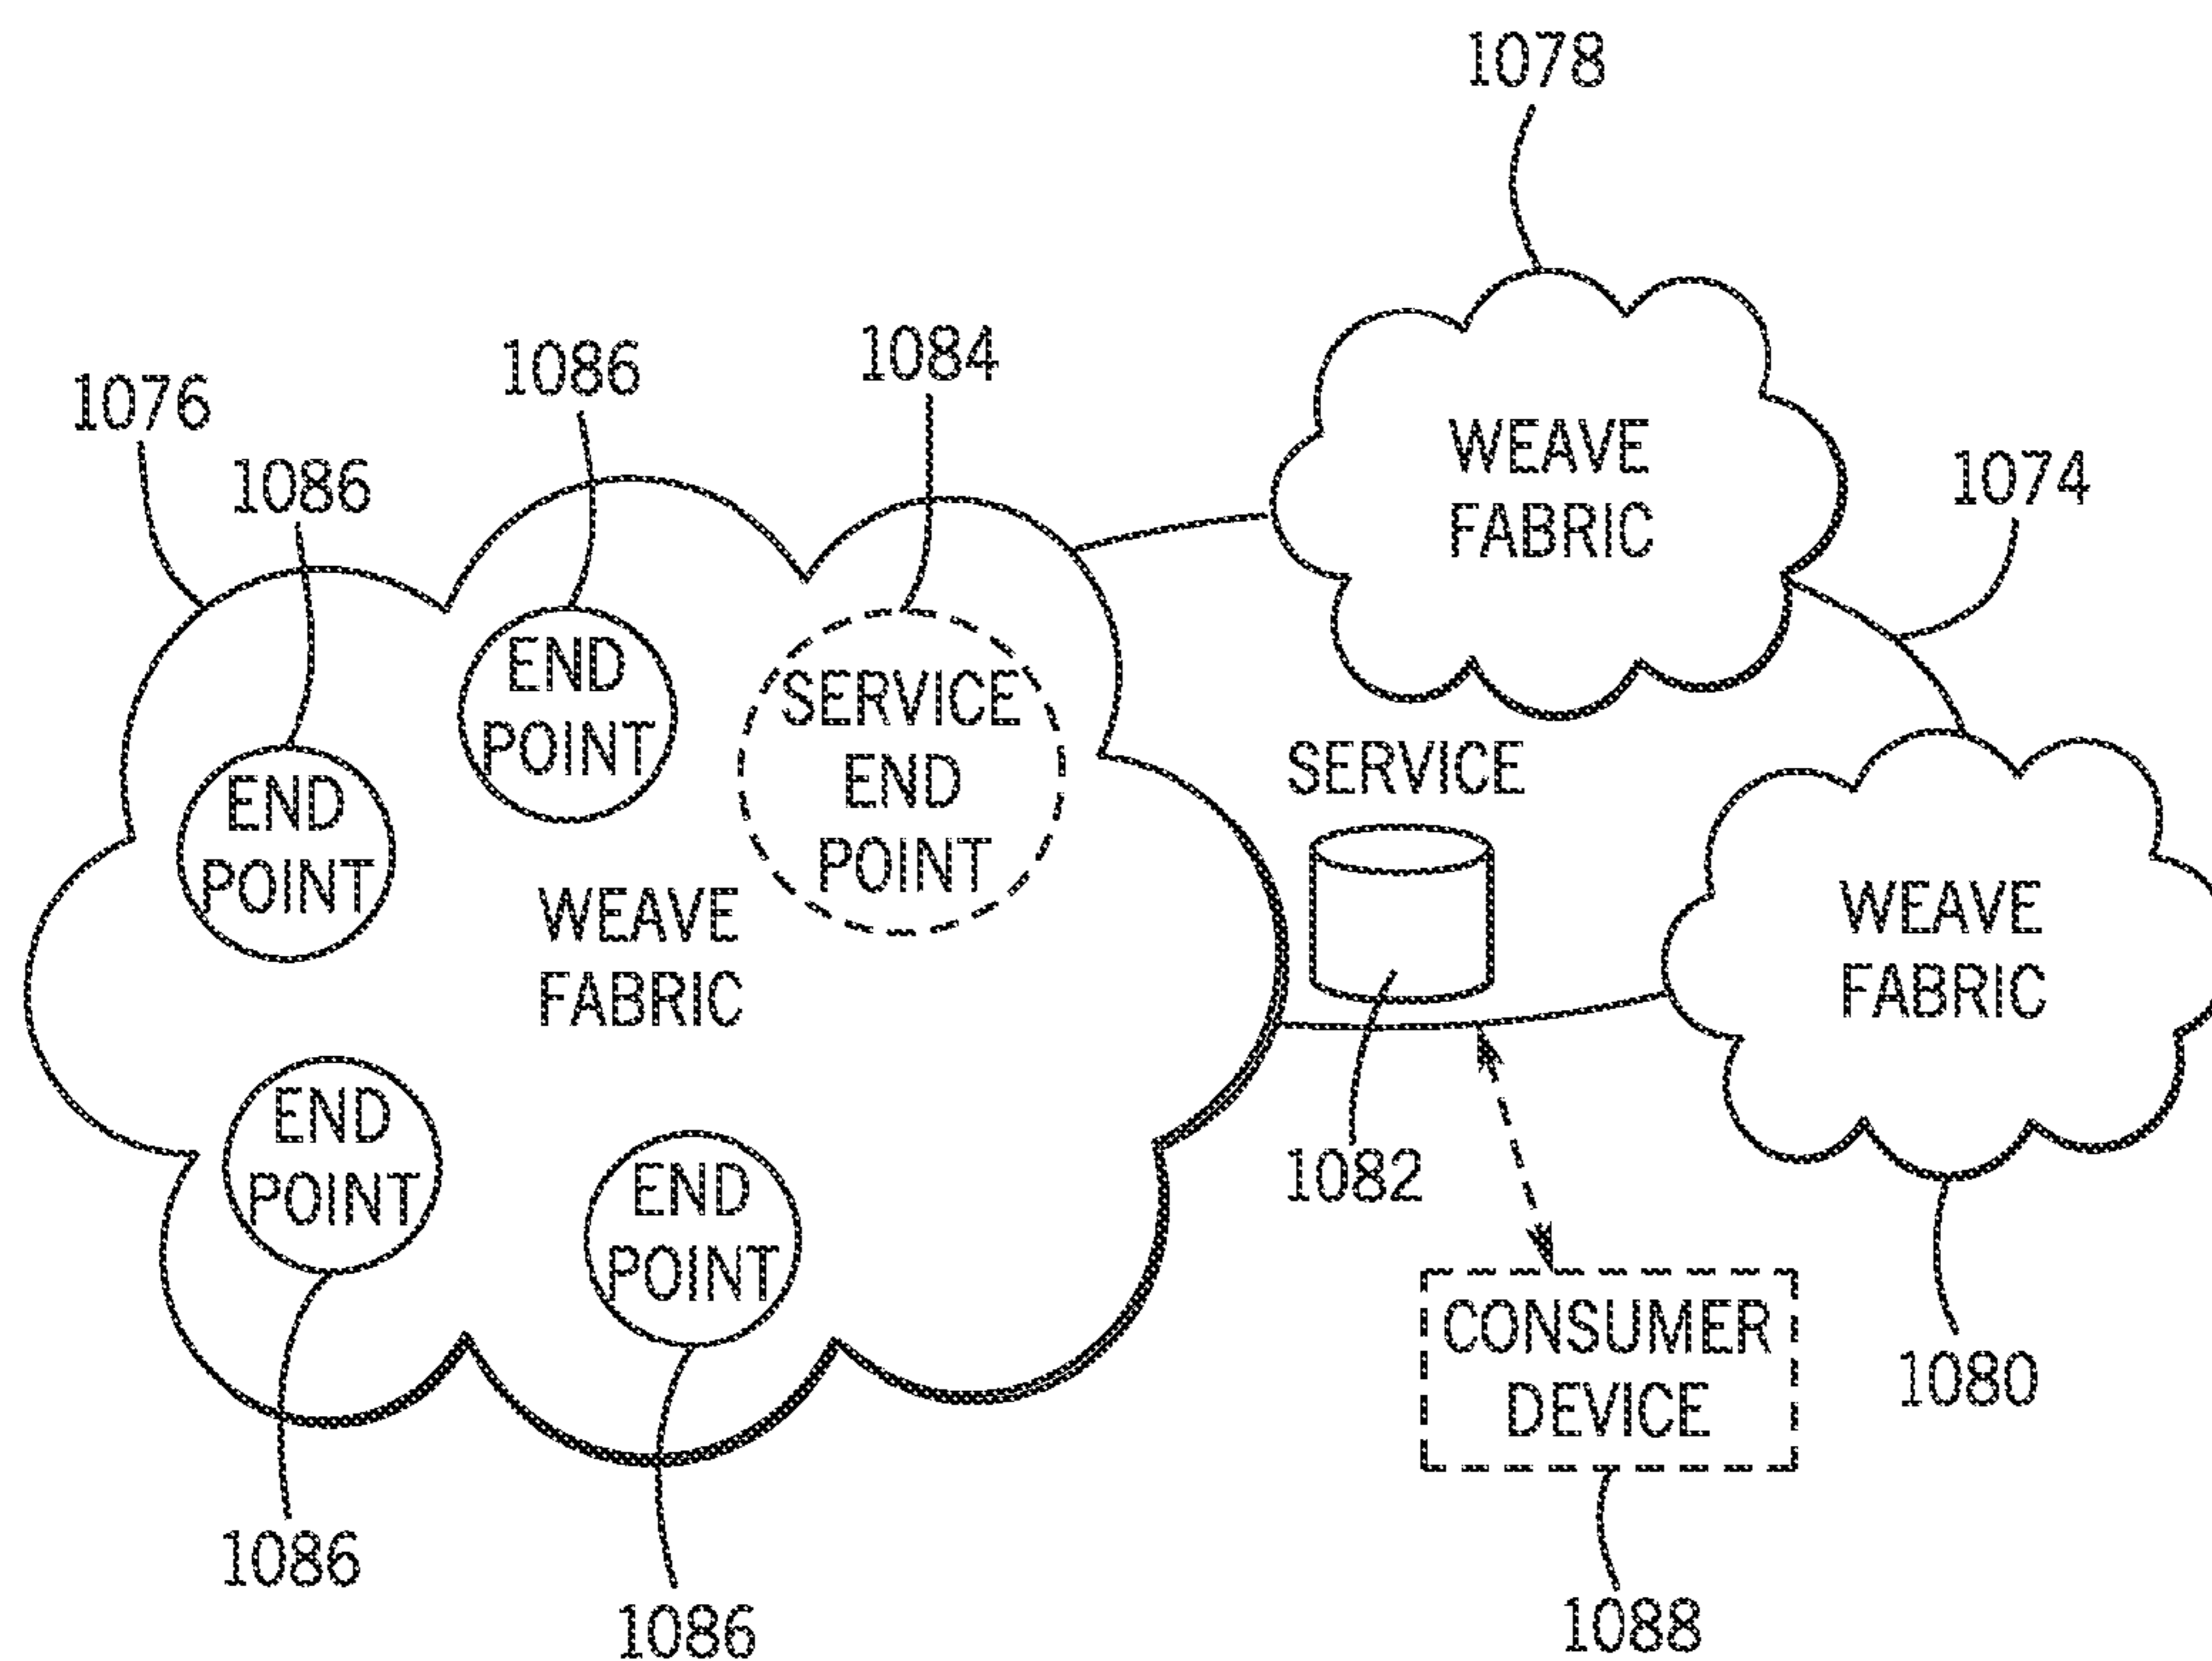 1078
1084
1086
1076
1086
WEAVE
FABRIC
1074
END
POINT
SERVICE
END
POINT
END
POINT
SERVICE
WEAVE
FABRIC
WEAVE
FABRIC
END
POINT
END
POINT
1082
CONSUMER
DEVICE
1080
1086
1086
1088